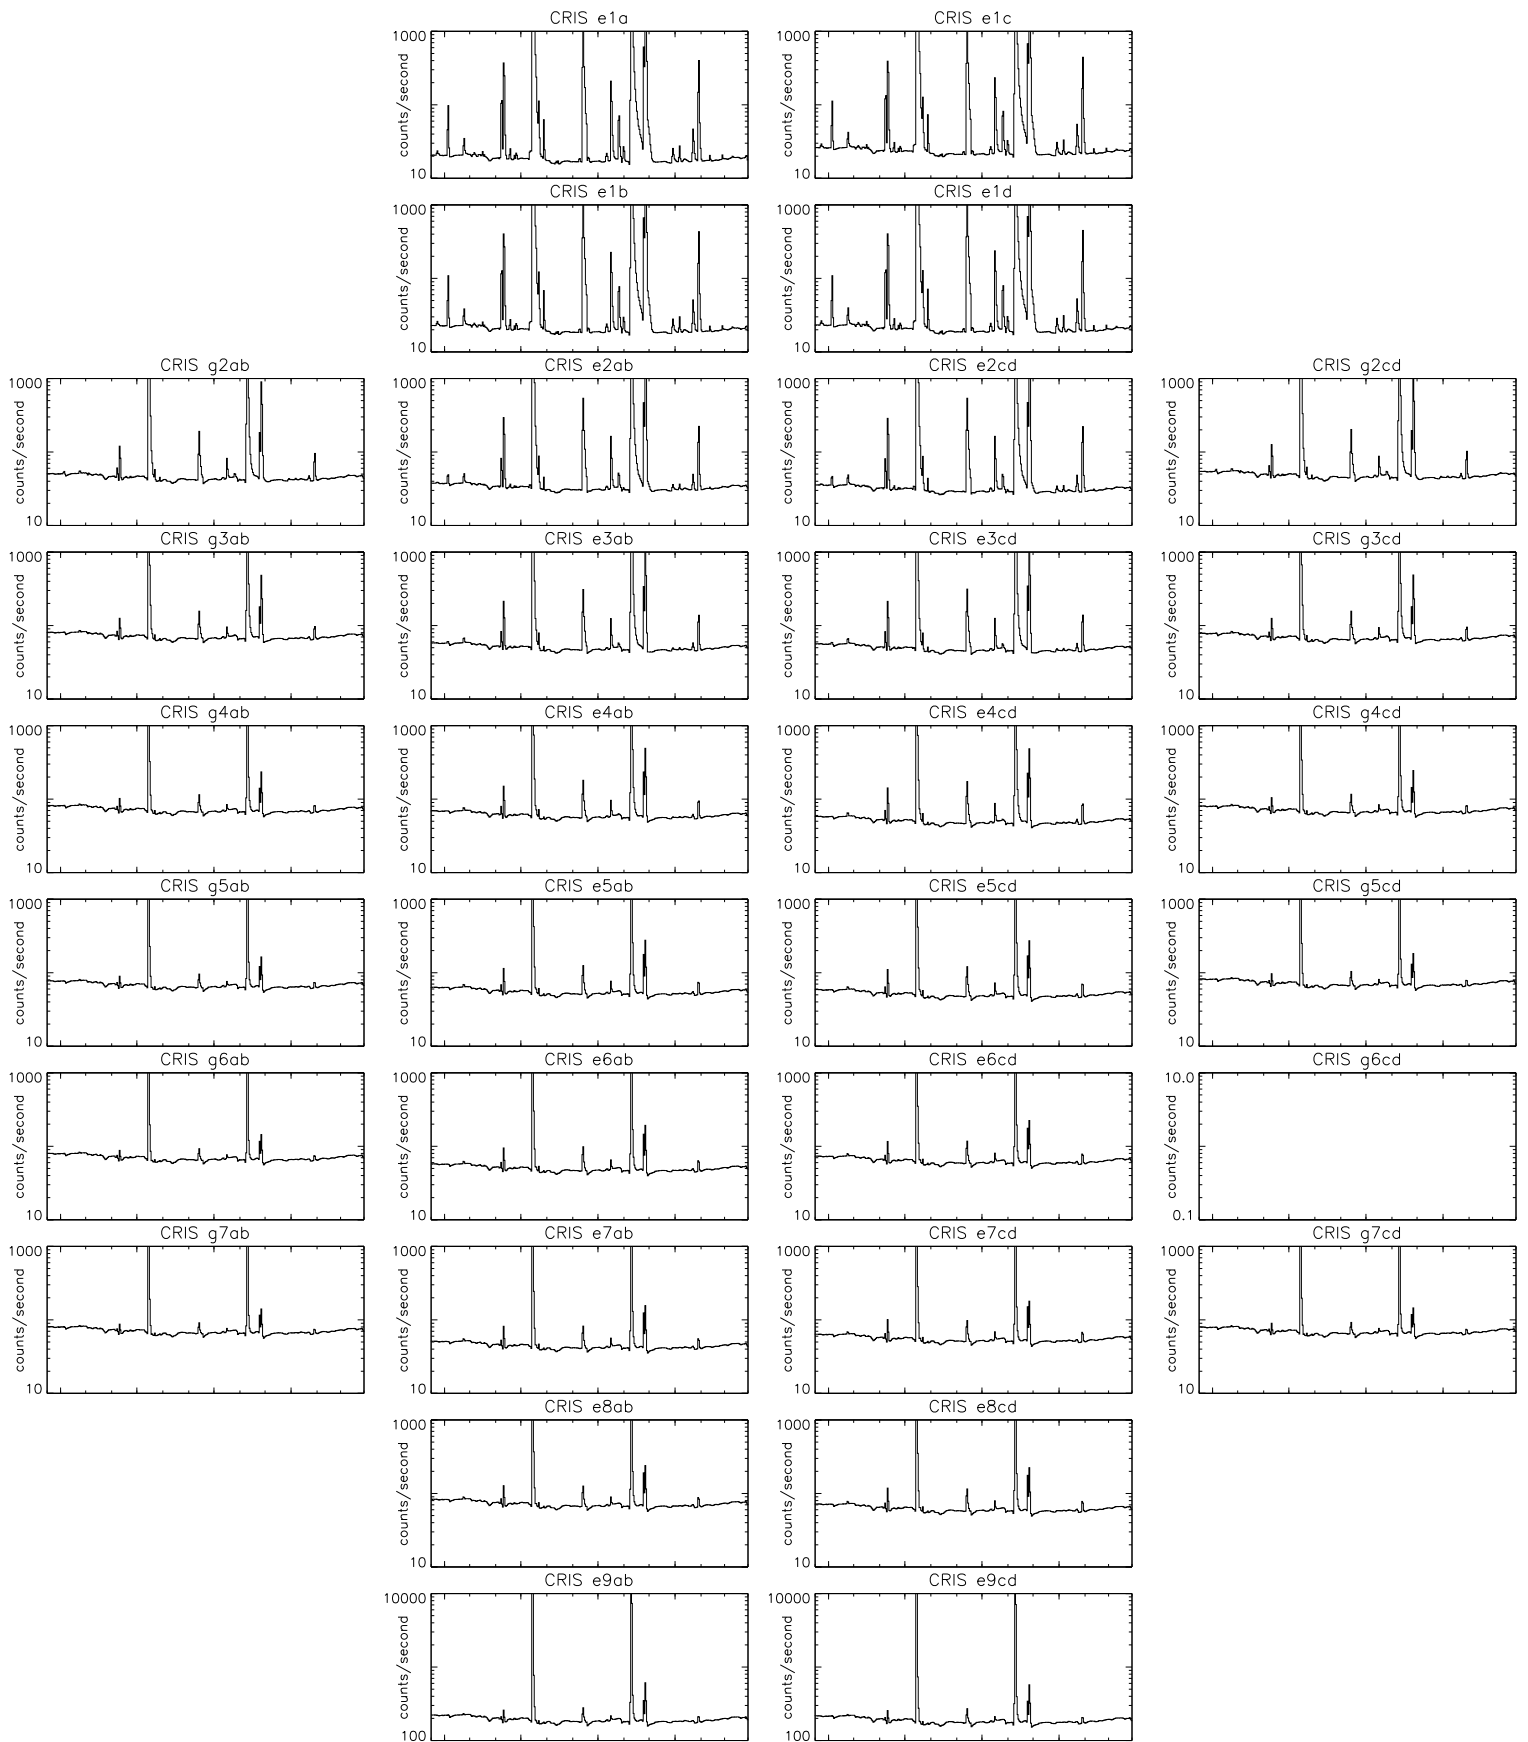 CRIS e1a
CRIS e1c
1000
counts/second
10
1000
counts/second
10
CRIS e1b
CRIS e1d
1000
counts/second
10
1000
counts/second
10
CRIS g2ab
CRIS e2ab
CRIS e2cd
CRIS g2cd
1000
counts/second
10
1000
counts/second
10
1000
counts/second
10
1000
counts/second
10
CRIS g3ab
CRIS e3ab
CRIS e3cd
CRIS g3cd
1000
counts/second
10
1000
counts/second
10
1000
counts/second
10
1000
counts/second
10
CRIS g4ab
CRIS e4ab
CRIS e4cd
CRIS g4cd
1000
counts/second
10
1000
counts/second
10
1000
counts/second
10
1000
counts/second
10
CRIS g5ab
CRIS e5ab
CRIS e5cd
CRIS g5cd
1000
counts/second
10
1000
counts/second
10
1000
counts/second
10
1000
counts/second
10
CRIS g6ab
CRIS e6ab
CRIS e6cd
CRIS g6cd
1000
counts/second
10
1000
counts/second
10
1000
counts/second
10
10.0
counts/second
1.0
0.1
CRIS g7ab
CRIS e7ab
CRIS e7cd
CRIS g7cd
1000
counts/second
10
1000
counts/second
10
1000
counts/second
10
1000
counts/second
10
CRIS e8ab
CRIS e8cd
1000
counts/second
10
1000
counts/second
10
CRIS e9ab
CRIS e9cd
10000
counts/second
100
10000
counts/second
100